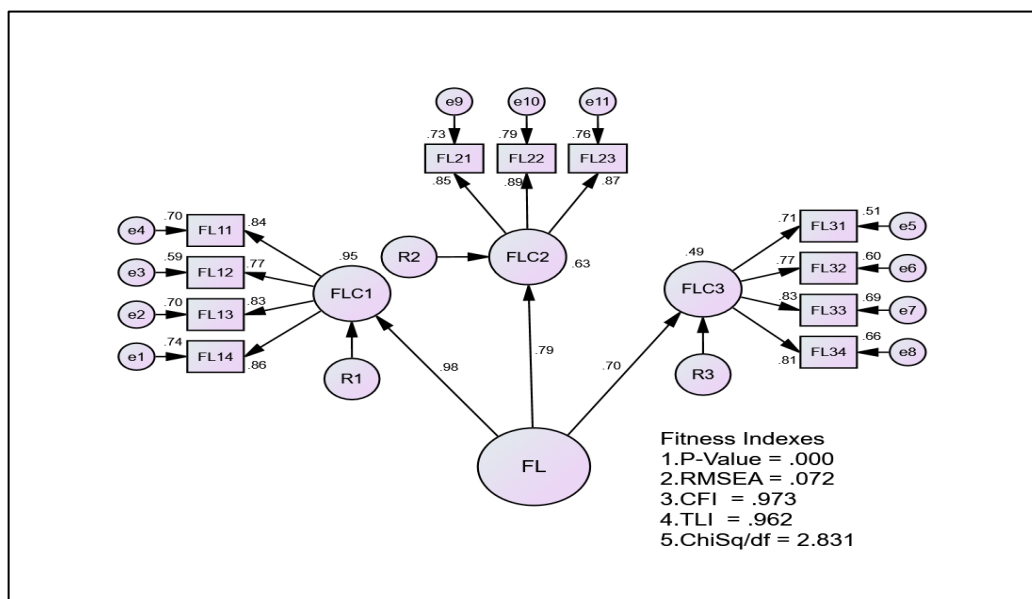 e9
e10
e11
.73
.79
.76
FL21
FL22
FL23
.85
.89
.87
e4
.70
FL11
.84
e3
.59
FL12
.77
e2
.70
FL13
.83
e1
.74
FL14
.86
.95
FLC1
R1
R2
FLC2
.63
.49
FLC3
R3
.71
FL31
.51
e5
.77
FL32
.60
e6
.83
FL33
.69
e7
.81
FL34
.66
e8
.98
.79
.70
FL
Fitness Indexes
1.P-Value = .000
2.RMSEA = .072
3.CFI = .973
4.TLI = .962
5.ChiSq/df = 2.831